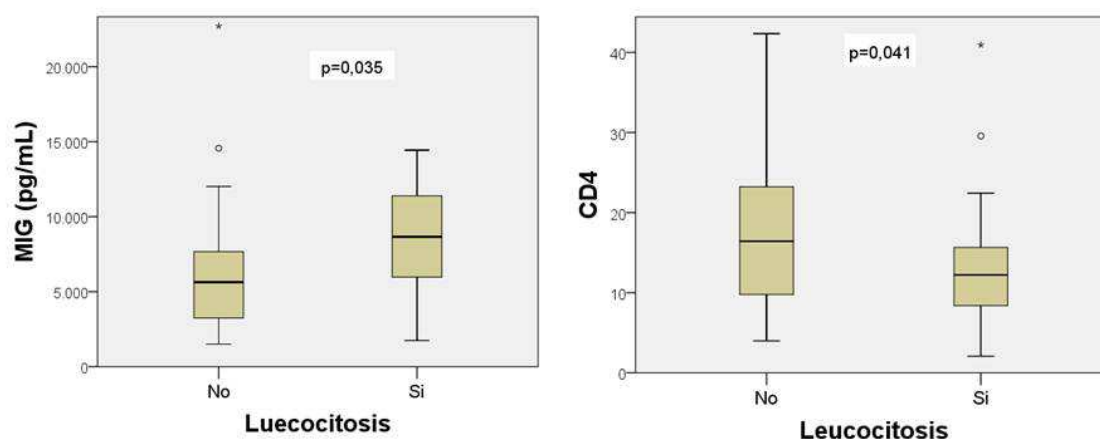 MIG (pg/mL)
20 000
15 000
10 000
5 000
0
p=0,035
*
No
Si
Luecocitosis
CD4
40
30
20
10
0
p=0,041
*
No
Si
Leucocitosis